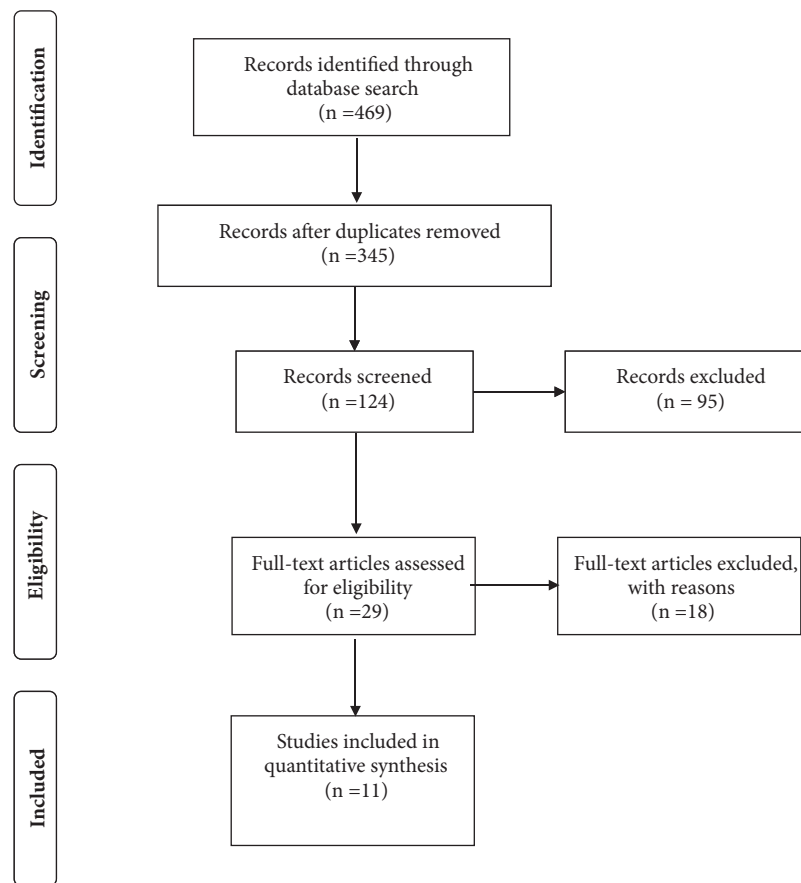 Identification
Records identified through
database search
(n =469)
Records after duplicates removed
(n =345)
Screening
Records screened
(n =124)
Records excluded
(n = 95)
Eligibility
Full-text articles assessed
for eligibility
(n =29)
Full-text articles excluded,
with reasons
(n =18)
Included
Studies included in
quantitative synthesis
(n =11)